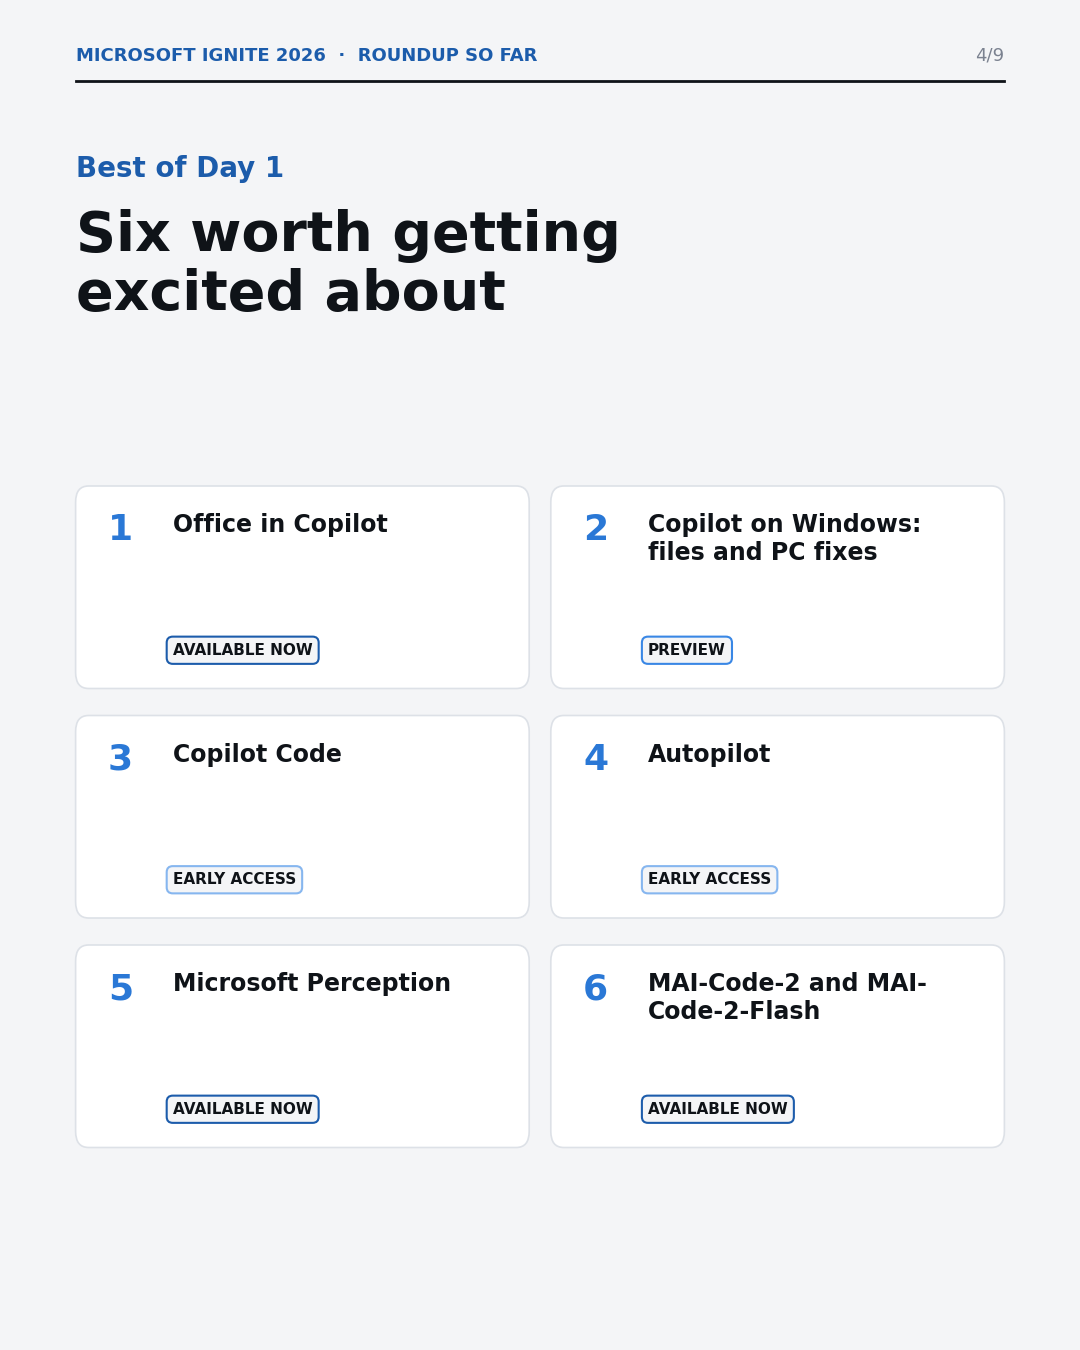 MICROSOFT IGNITE 2026 · ROUNDUP SO FAR
4/9
Best of Day 1
Six worth getting
excited about
1
Office in Copilot
AVAILABLE NOW
2
Copilot on Windows:
files and PC fixes
PREVIEW
3
Copilot Code
EARLY ACCESS
4
Autopilot
EARLY ACCESS
5
Microsoft Perception
AVAILABLE NOW
6
MAI-Code-2 and MAI-
Code-2-Flash
AVAILABLE NOW